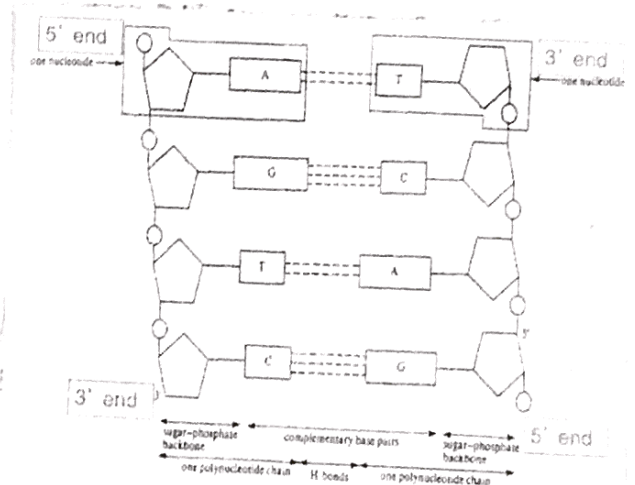 5' end
3' end
one nucleotide
one nucleotide
A T
G C
T A
C G
5'
3' end
5' end
sugar-phosphate
backbone
complementary base pairs
sugar-phosphate
backbone
one polynucleotide chain
H bonds
one polynucleotide chain